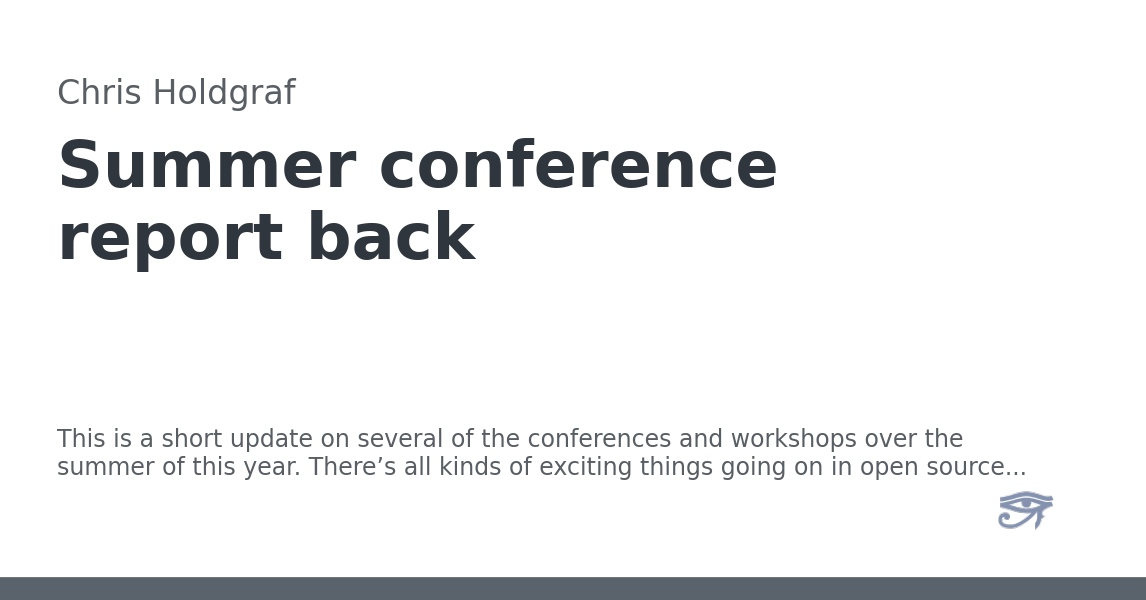 Chris Holdgraf
Summer conference
report back
This is a short update on several of the conferences and workshops over the
summer of this year. There’s all kinds of exciting things going on in open source…